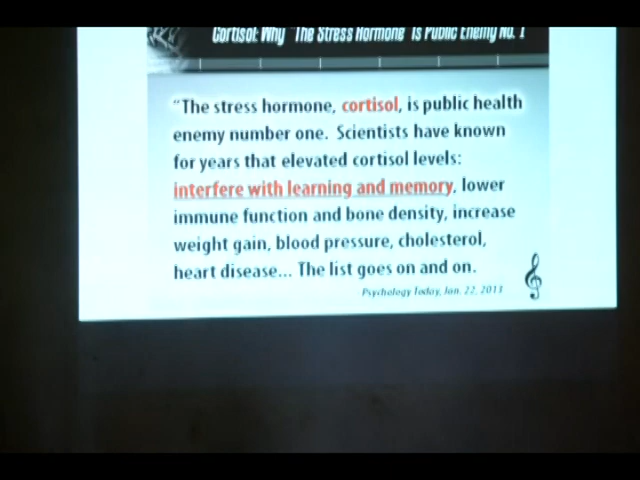 Cortisol: Why "The Stress Hormone" Is Public Enemy No. 1
"The stress hormone, cortisol, is public health
enemy number one. Scientists have known
for years that elevated cortisol levels:
interfere with learning and memory, lower
immune function and bone density, increase
weight gain, blood pressure, cholesterol,
heart disease... The list goes on and on.
Psychology Today, Jan. 22, 2013